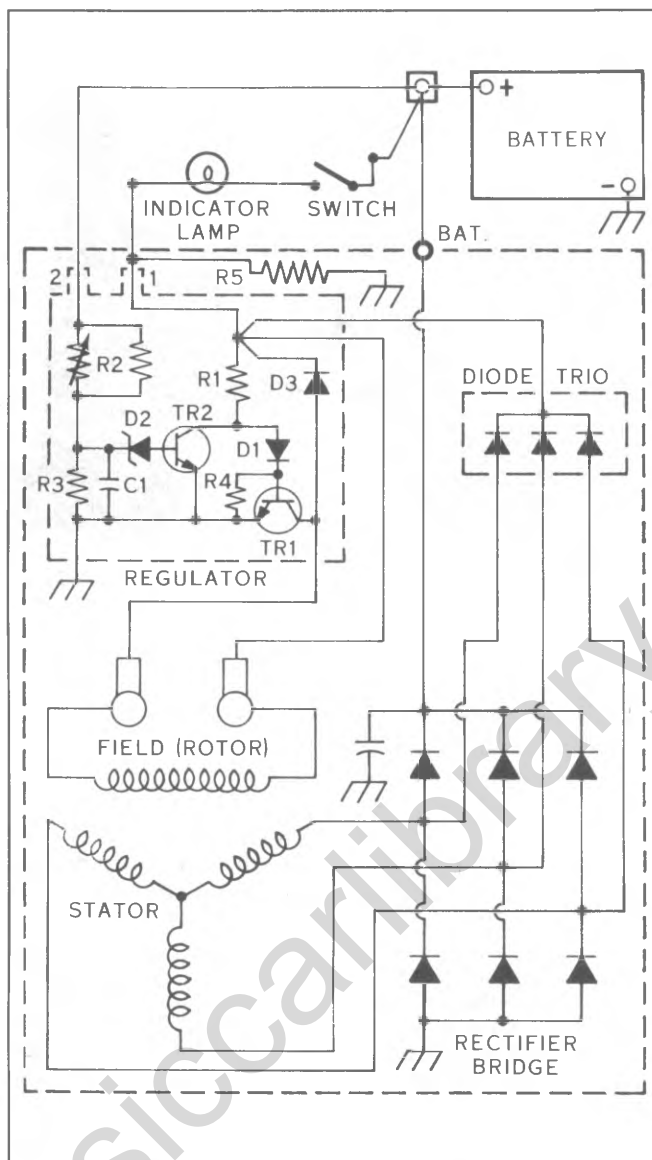 +
BATTERY
-
INDICATOR
LAMP
SWITCH
BAT.
2
1
R5
R2
R1
D3
DIODE TRIO
D2
TR2
D1
R3
C1
R4
TR1
REGULATOR
FIELD (ROTOR)
STATOR
RECTIFIER
BRIDGE
siccarlibrary